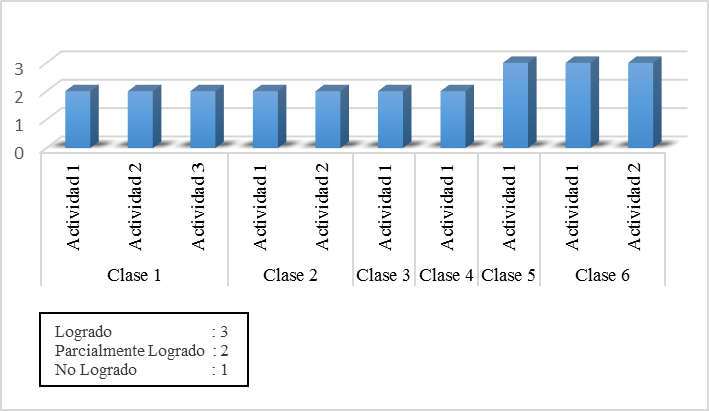 3
2
1
0
Actividad 1
Actividad 2
Actividad 3
Actividad 1
Actividad 2
Actividad 1
Actividad 1
Actividad 1
Actividad 1
Actividad 2
Clase 1
Clase 2
Clase 3
Clase 4
Clase 5
Clase 6
Logrado : 3
Parcialmente Logrado : 2
No Logrado : 1